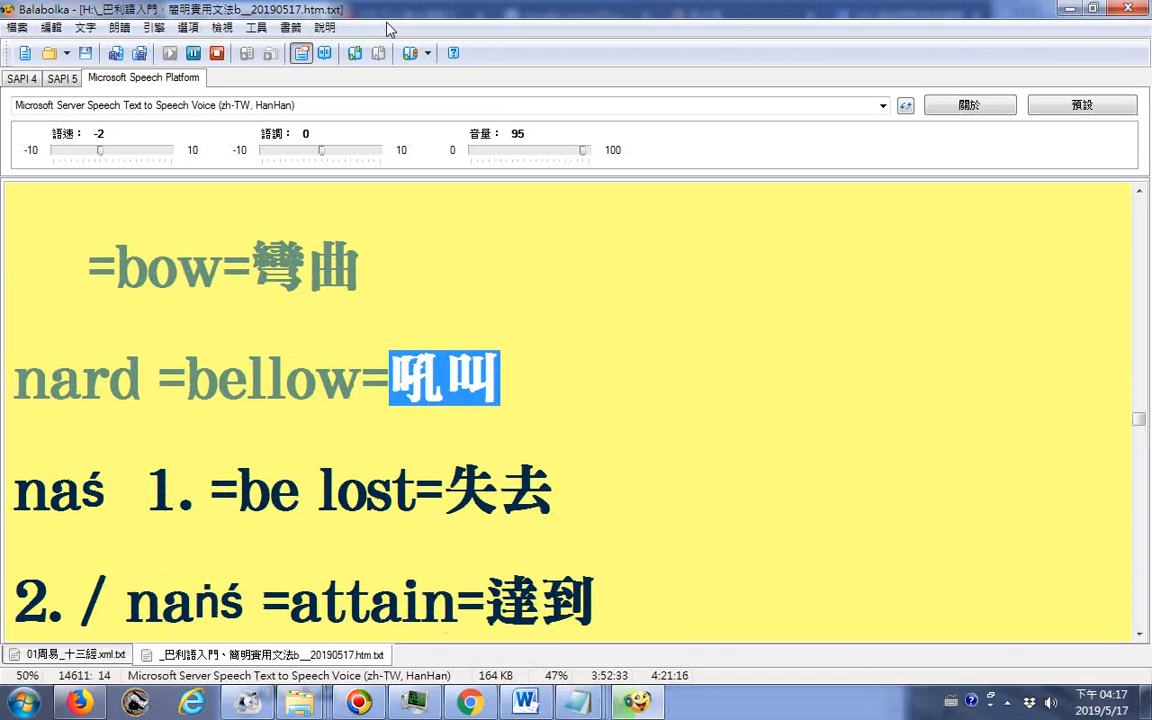 Balabolka - [H:\_巴利語入門、簡明實用文法b__20190517.htm.txt]
檔案 編輯 文字 朗讀 引擎 選項 檢視 工具 書籤 說明
SAPI 4 SAPI 5 Microsoft Speech Platform
Microsoft Server Speech Text to Speech Voice (zh-TW, HanHan) 關於 預設
語速： -2 語調： 0 音量： 95
-10 10 -10 10 0 100
=bow=彎曲
nard =bellow=吼叫
naś 1. =be lost=失去
2. / naṅś =attain=達到
01周易_十三經.xml.txt _巴利語入門、簡明實用文法b__20190517.htm.txt
50% 14611: 14 Microsoft Server Speech Text to Speech Voice (zh-TW, HanHan) 164 KB 47% 3:52:33 4:21:16
下午 04:17
2019/5/17